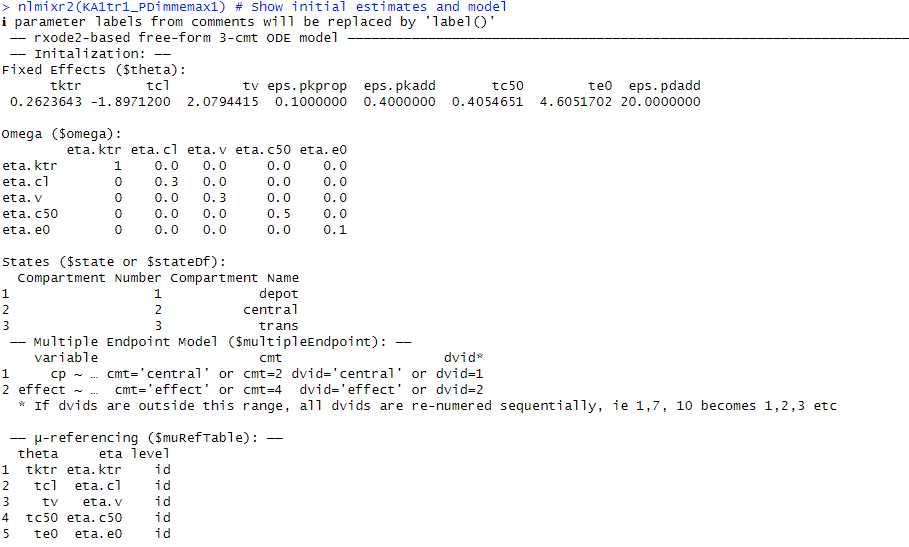 > nlmixr2(KA1tr1_PDimmemax1) # Show initial estimates and model
ℹ parameter labels from comments will be replaced by 'label()'
── rxode2-based free-form 3-cmt ODE model ──────────────────────────────────────
── Initalization: ──
Fixed Effects ($theta):
      tktr        tcl         tv eps.pkprop  eps.pkadd       tc50        te0  eps.pdadd
 0.2623643 -1.8971200  2.0794415  0.1000000  0.4000000  0.4054651  4.6051702 20.0000000
Omega ($omega):
        eta.ktr eta.cl eta.v eta.c50 eta.e0
eta.ktr       1    0.0   0.0     0.0    0.0
eta.cl        0    0.3   0.0     0.0    0.0
eta.v         0    0.0   0.3     0.0    0.0
eta.c50       0    0.0   0.0     0.5    0.0
eta.e0        0    0.0   0.0     0.0    0.1
States ($state or $stateDf):
  Compartment Number Compartment Name
1                  1            depot
2                  2          central
3                  3            trans
── Multiple Endpoint Model ($multipleEndpoint): ──
    variable                    cmt                    dvid*
1     cp ~ … cmt='central' or cmt=2 dvid='central' or dvid=1
2 effect ~ …  cmt='effect' or cmt=4  dvid='effect' or dvid=2
  * If dvids are outside this range, all dvids are re-numered sequentially, ie 1,7, 10 becomes 1,2,3 etc
── μ-referencing ($muRefTable): ──
  theta     eta level
1  tktr eta.ktr    id
2   tcl  eta.cl    id
3    tv   eta.v    id
4  tc50 eta.c50    id
5   te0  eta.e0    id